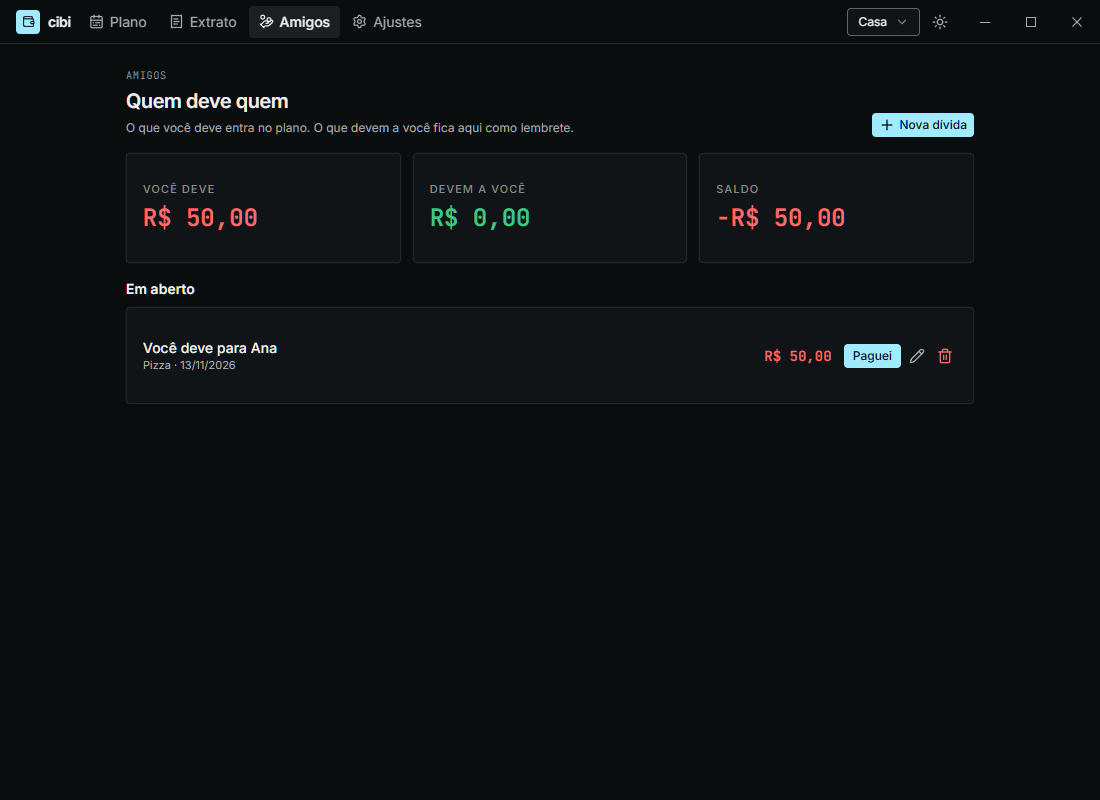 cibi Plano Extrato Amigos Ajustes Casa
AMIGOS
Quem deve quem
O que você deve entra no plano. O que devem a você fica aqui como lembrete.
Nova dívida
VOCÊ DEVE
R$ 50,00
DEVEM A VOCÊ
R$ 0,00
SALDO
-R$ 50,00
Em aberto
Você deve para Ana
Pizza · 13/11/2026
R$ 50,00 Paguei